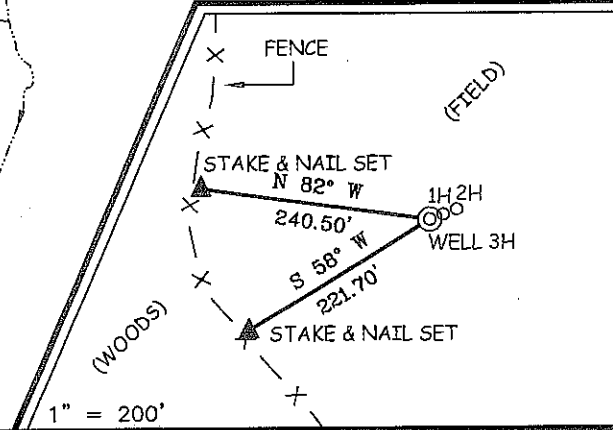 FENCE
(FIELD)
STAKE & NAIL SET
N 82° W
240.50'
1H 2H
WELL 3H
S 58° W
221.70'
STAKE & NAIL SET
(WOODS)
1" = 200'